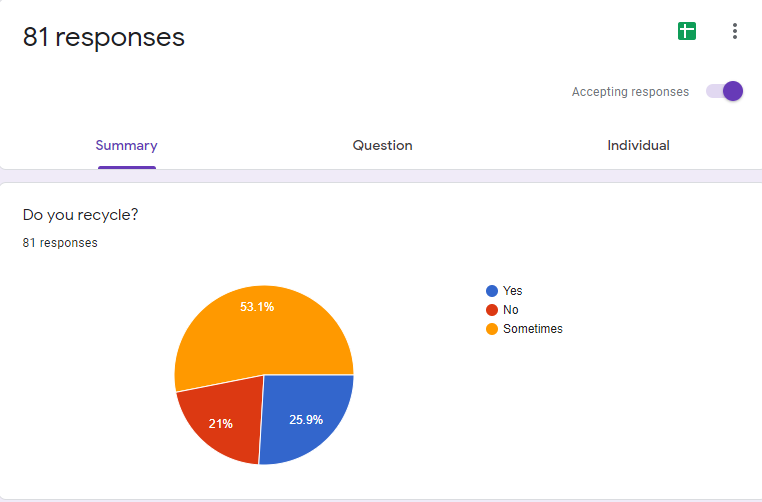 81 responses
Accepting responses
Summary Question Individual
Do you recycle?
81 responses
53.1%
21%
25.9%
Yes
No
Sometimes